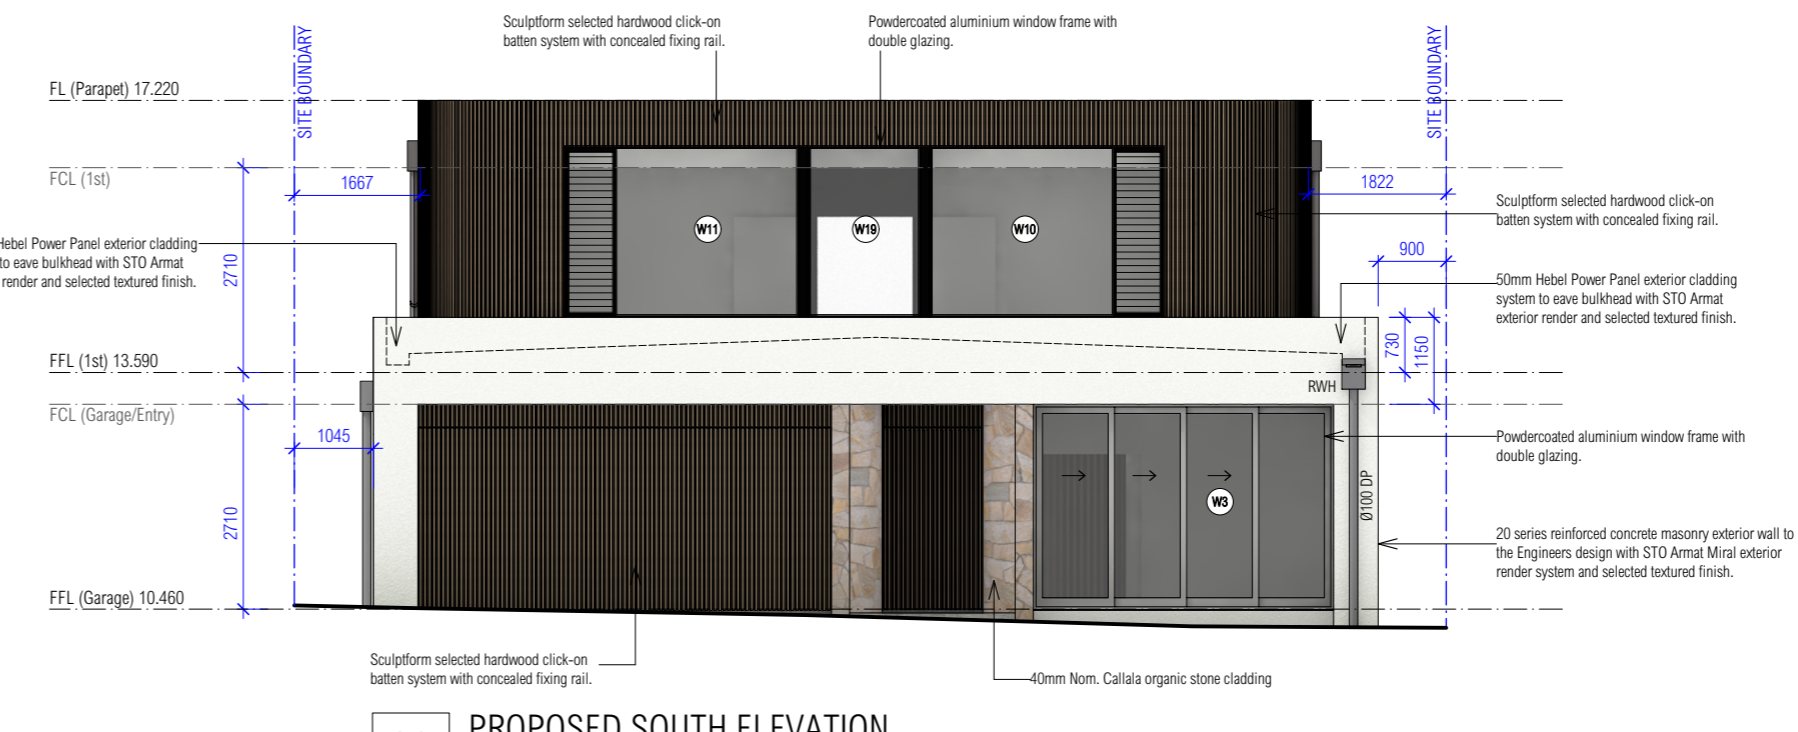 Sculptform selected hardwood click-on
batten system with concealed fixing rail.
Powdercoated aluminium window frame with
double glazing.
SITE BOUNDARY
SITE BOUNDARY
FL (Parapet) 17.220
FCL (1st)
1667
1822
Sculptform selected hardwood click-on
batten system with concealed fixing rail.
W11
W19
W10
Hebel Power Panel exterior cladding
to eave bulkhead with STO Armat
render and selected textured finish.
2710
900
50mm Hebel Power Panel exterior cladding
system to eave bulkhead with STO Armat
exterior render and selected textured finish.
730
1150
FFL (1st) 13.590
RWH
FCL (Garage/Entry)
1045
Powdercoated aluminium window frame with
double glazing.
W3
Ø100 DP
2710
20 series reinforced concrete masonry exterior wall to
the Engineers design with STO Armat Miral exterior
render system and selected textured finish.
FFL (Garage) 10.460
Sculptform selected hardwood click-on
batten system with concealed fixing rail.
40mm Nom. Callala organic stone cladding
PROPOSED SOUTH ELEVATION